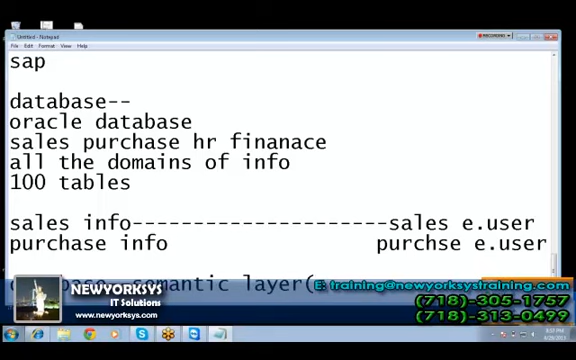 Untitled - Notepad
RECORDING
File Edit Format View Help
sap
database--
oracle database
sales purchase hr finanace
all the domains of info
100 tables
sales info---------------------sales e.user
purchase info purchse e.user
semantic layer(
NEWYORKSYS
IT Solutions
www.newyorksys.com
E: training@newyorksystraining.com
(718)-305-1757
(718)-313-0499